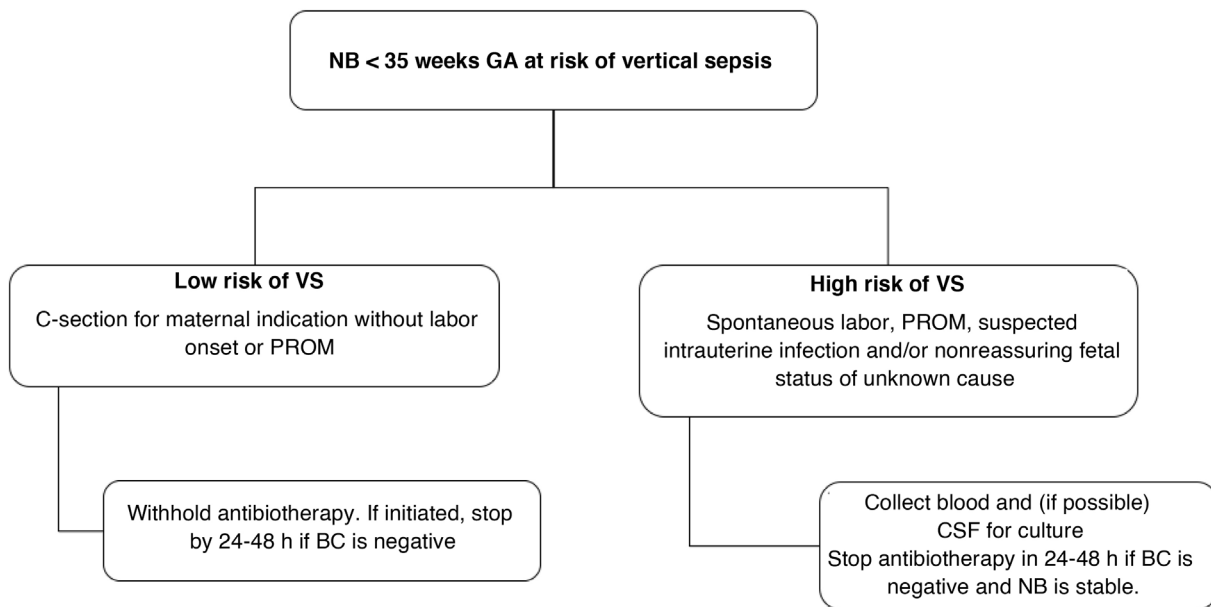 NB < 35 weeks GA at risk of vertical sepsis
Low risk of VS
C-section for maternal indication without labor
onset or PROM
High risk of VS
Spontaneous labor, PROM, suspected
intrauterine infection and/or nonreassuring fetal
status of unknown cause
Withhold antibiotherapy. If initiated, stop
by 24-48 h if BC is negative
Collect blood and (if possible)
CSF for culture
Stop antibiotherapy in 24-48 h if BC is
negative and NB is stable.